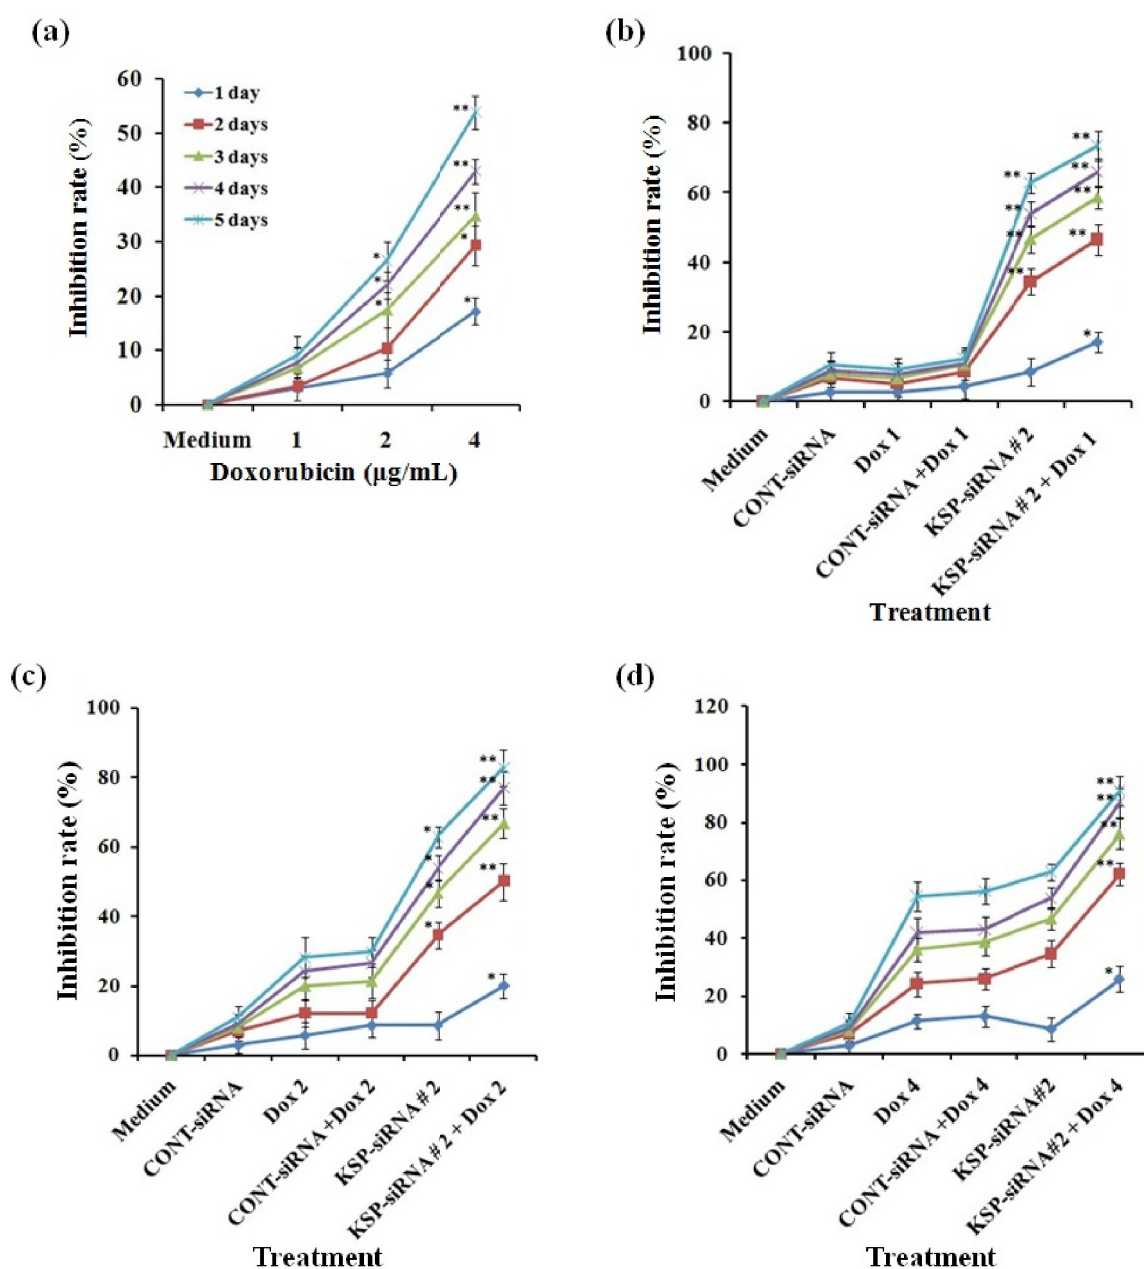 (a)
60
50
40
30
20
10
0
Inhibition rate (%)
1 day
2 days
3 days
4 days
5 days
**
**
**
*
*
*
*
*
Medium 1 2 4
Doxorubicin (µg/mL)
(b)
100
80
60
40
20
0
Inhibition rate (%)
**
**
**
**
**
**
**
**
*
Medium
CONT-siRNA
Dox 1
CONT-siRNA +Dox 1
KSP-siRNA # 2
KSP-siRNA# 2 + Dox 1
Treatment
(c)
100
80
60
40
20
0
Inhibition rate (%)
**
**
**
**
*
*
*
*
*
Medium
CONT-siRNA
Dox 2
CONT-siRNA +Dox 2
KSP-siRNA# 2
KSP-siRNA# 2 + Dox 2
Treatment
(d)
120
100
80
60
40
20
0
Inhibition rate (%)
**
**
**
**
*
Medium
CONT-siRNA
Dox 4
CONT-siRNA +Dox 4
KSP-siRNA#2
KSP-siRNA# 2 + Dox 4
Treatment